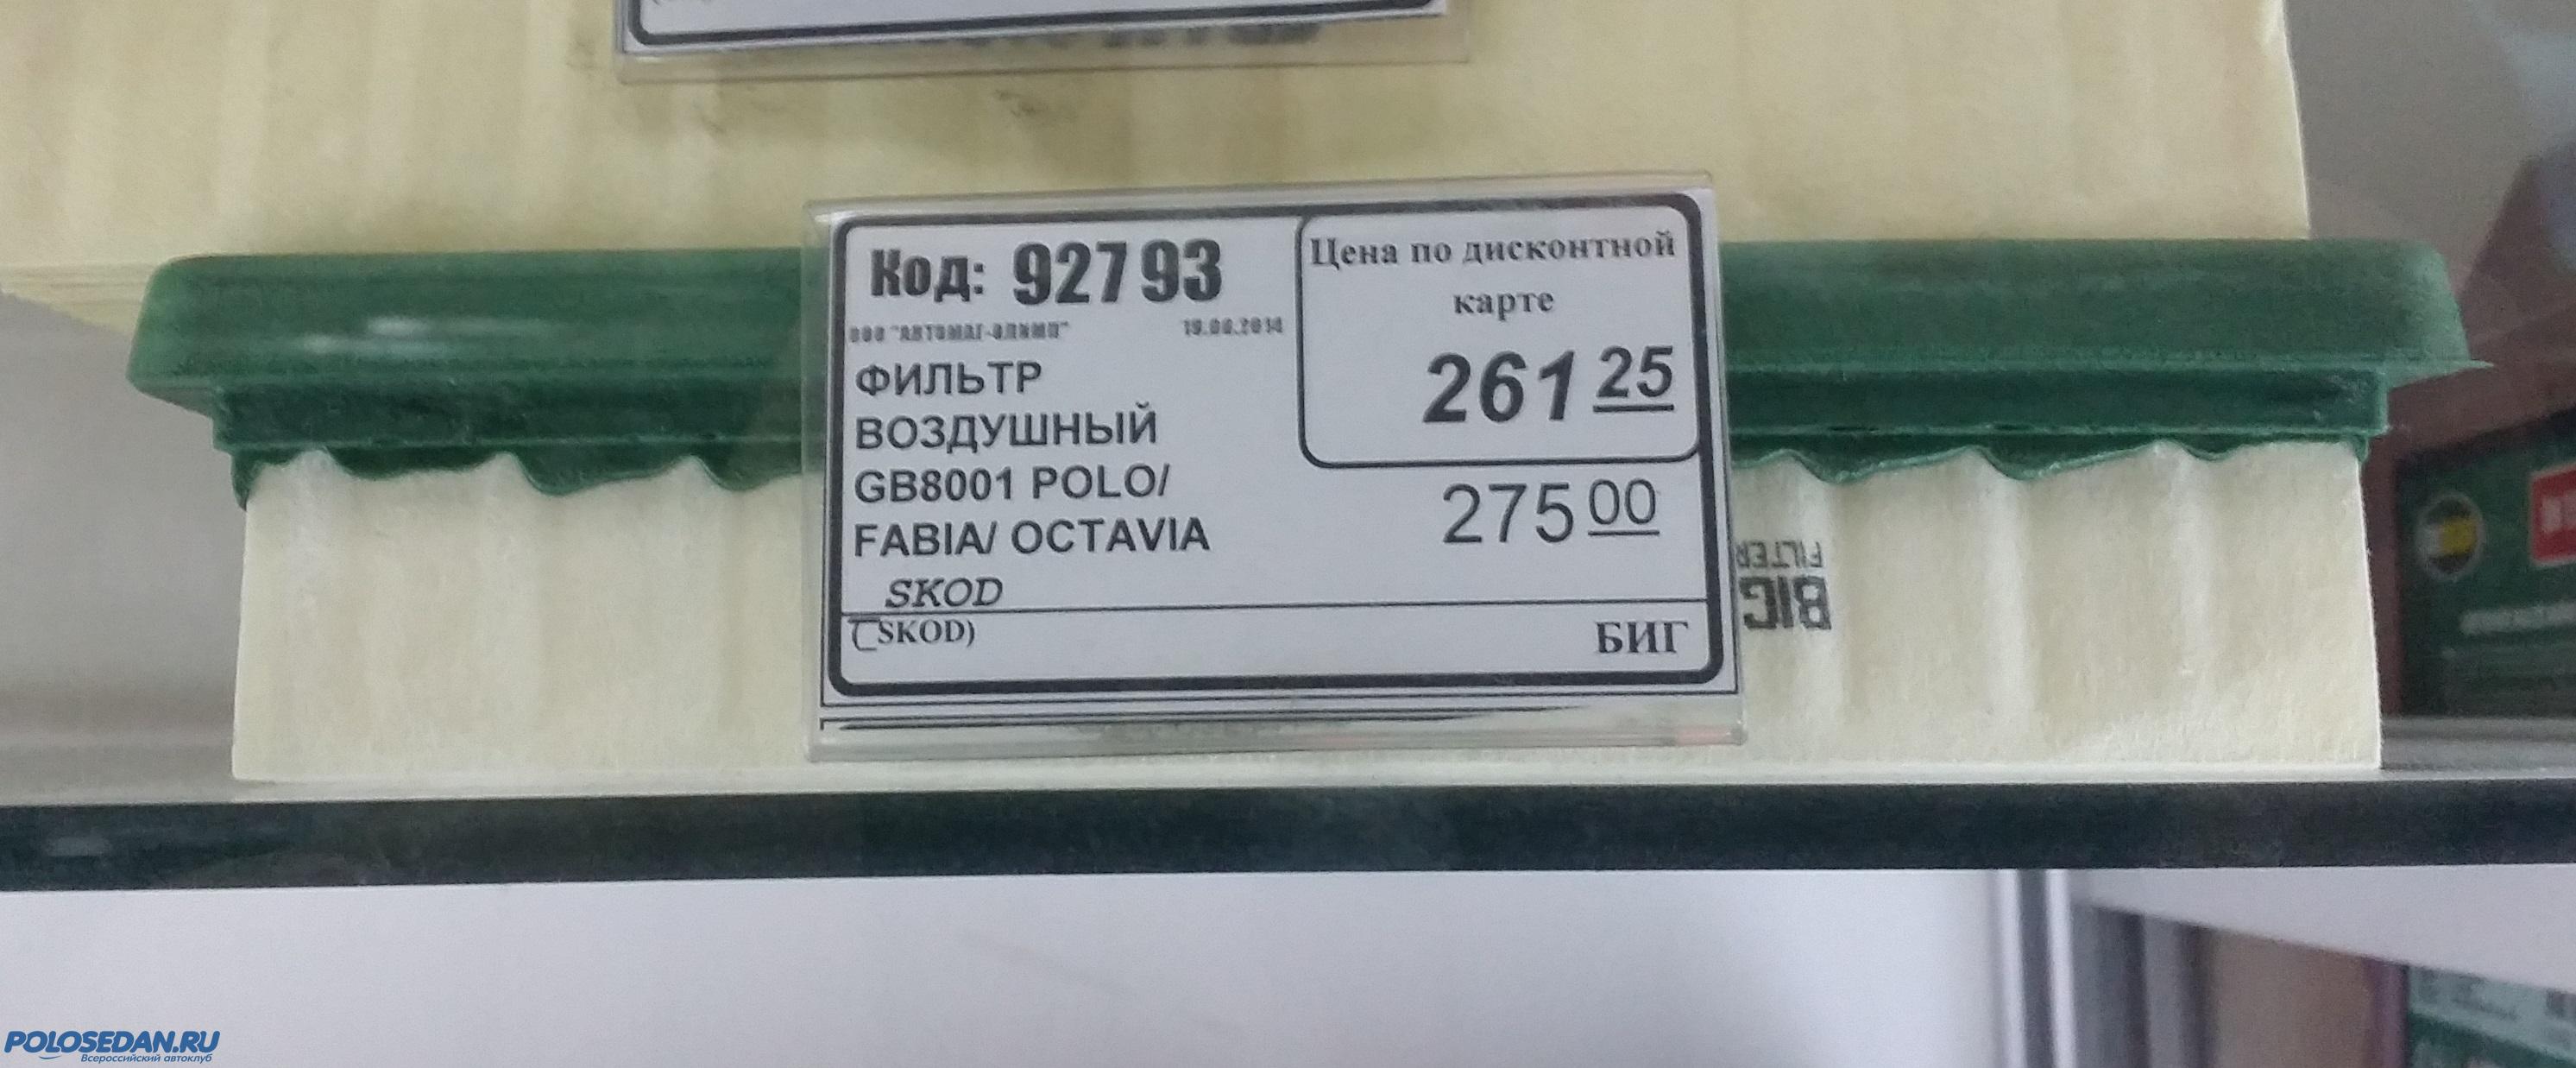 Код: 92793
ООО "АВТОМАГ-ОЛИМП" 19.06.2014
ФИЛЬТР
ВОЗДУШНЫЙ
GB8001 POLO/
FABIA/ OCTAVIA
SKOD
(SKOD)
Цена по дисконтной
карте
261 25
275 00
БИГ
BIG
FILTER
POLOSEDAN.RU
Всероссийский автоклуб